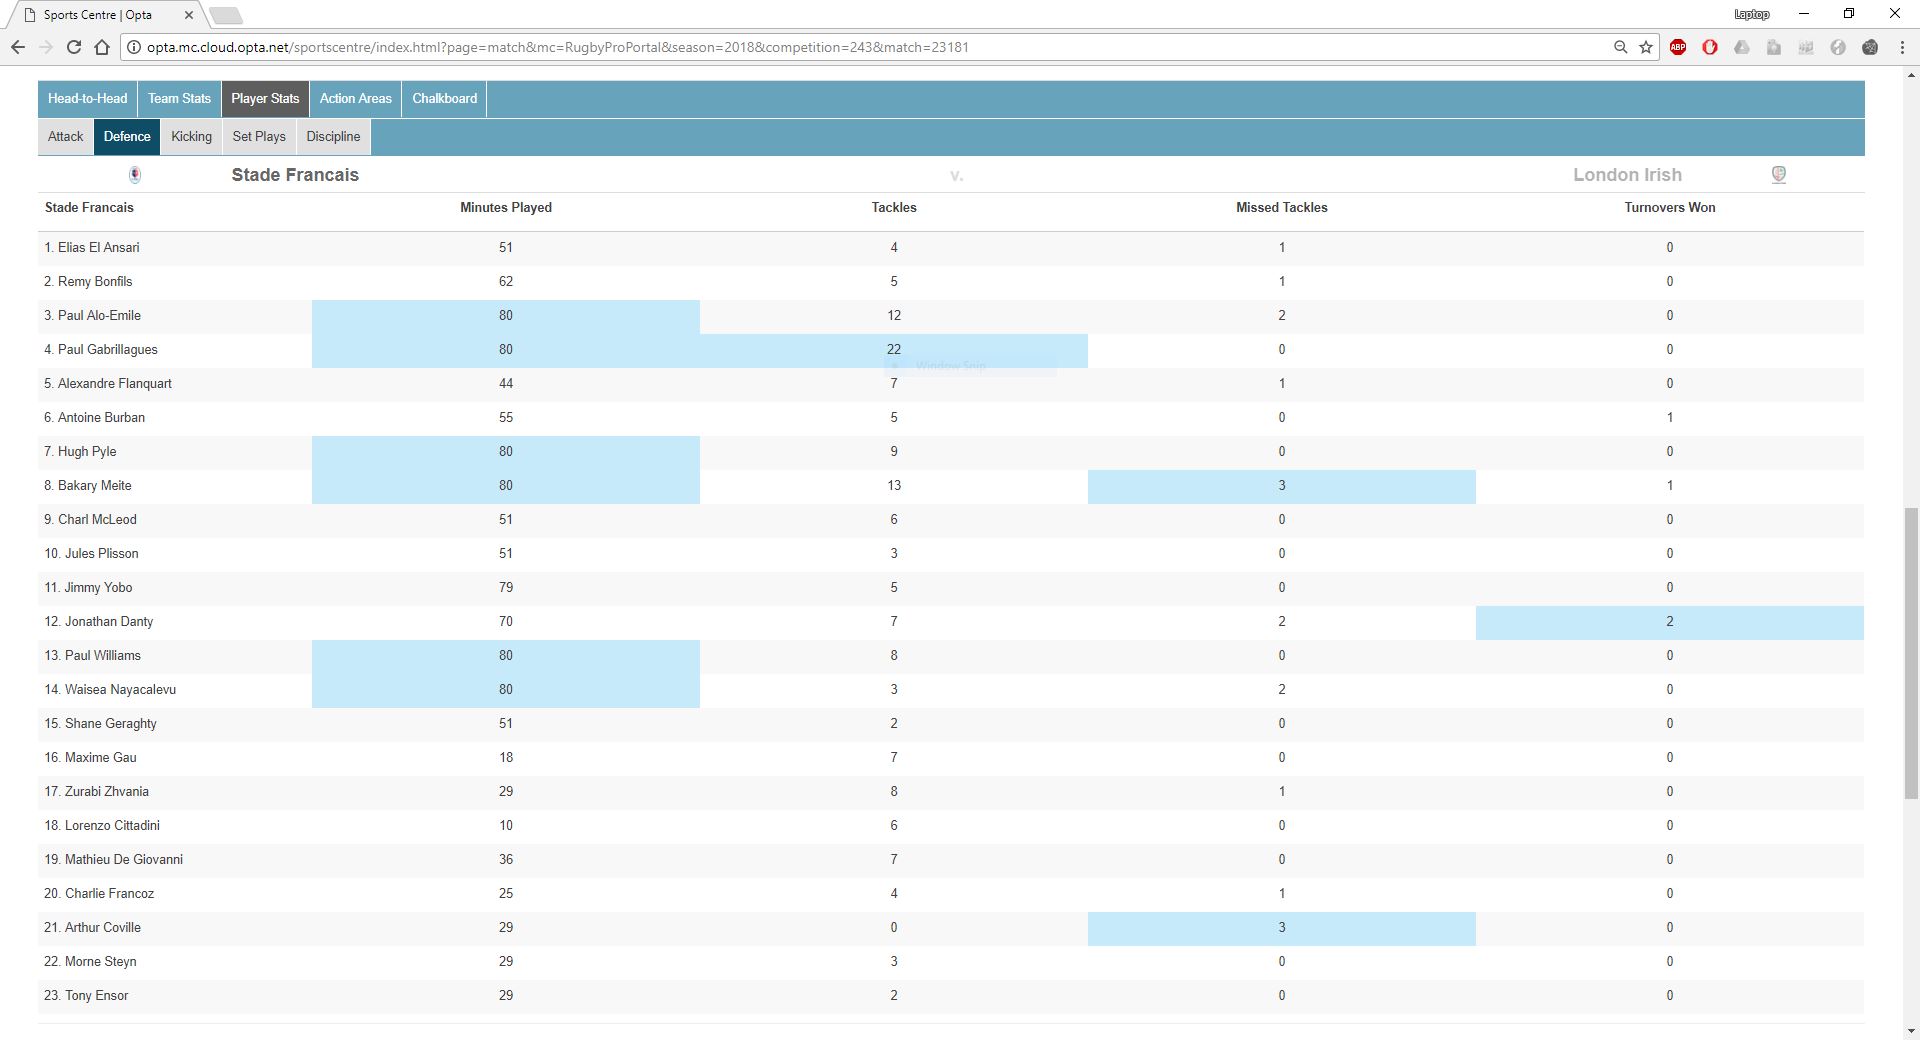 Sports Centre | Opta
Laptop
opta.mc.cloud.opta.net/sportscentre/index.html?page=match&mc=RugbyProPortal&season=2018&competition=243&match=23181
ABP
Head-to-Head Team Stats Player Stats Action Areas Chalkboard
Attack Defence Kicking Set Plays Discipline
Stade Francais v. London Irish
Stade Francais Minutes Played Tackles Missed Tackles Turnovers Won
1. Elias El Ansari 51 4 1 0
2. Remy Bonfils 62 5 1 0
3. Paul Alo-Emile 80 12 2 0
4. Paul Gabrillagues 80 22 0 0
Window Snip
5. Alexandre Flanquart 44 7 1 0
6. Antoine Burban 55 5 0 1
7. Hugh Pyle 80 9 0 0
8. Bakary Meite 80 13 3 1
9. Charl McLeod 51 6 0 0
10. Jules Plisson 51 3 0 0
11. Jimmy Yobo 79 5 0 0
12. Jonathan Danty 70 7 2 2
13. Paul Williams 80 8 0 0
14. Waisea Nayacalevu 80 3 2 0
15. Shane Geraghty 51 2 0 0
16. Maxime Gau 18 7 0 0
17. Zurabi Zhvania 29 8 1 0
18. Lorenzo Cittadini 10 6 0 0
19. Mathieu De Giovanni 36 7 0 0
20. Charlie Francoz 25 4 1 0
21. Arthur Coville 29 0 3 0
22. Morne Steyn 29 3 0 0
23. Tony Ensor 29 2 0 0